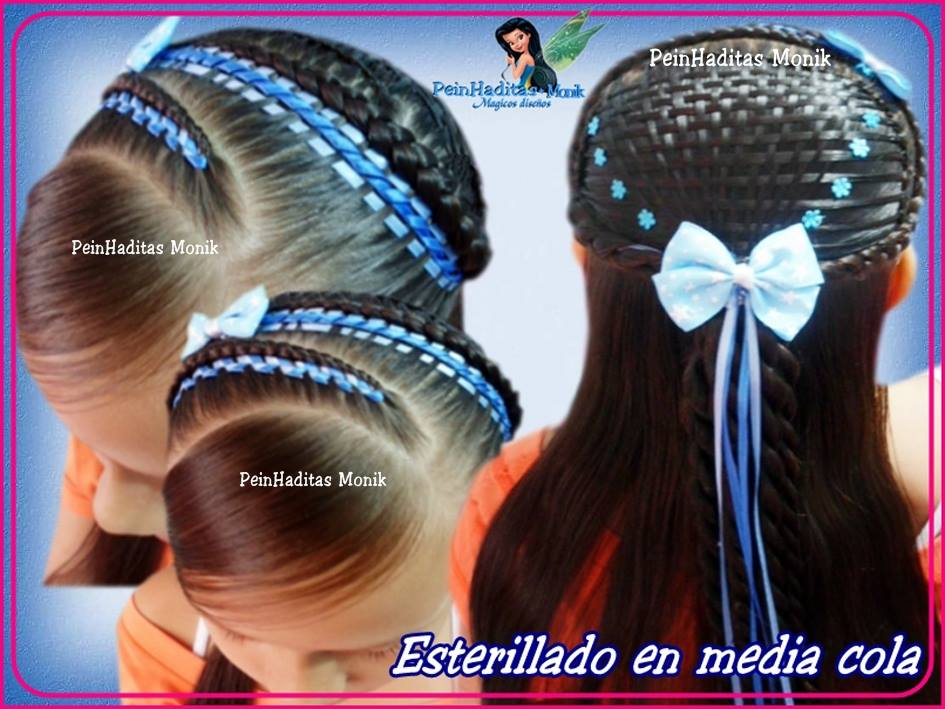 PeinHaditas Monik
Magicos diseños
PeinHaditas Monik
PeinHaditas Monik
PeinHaditas Monik
Esterillado en media cola